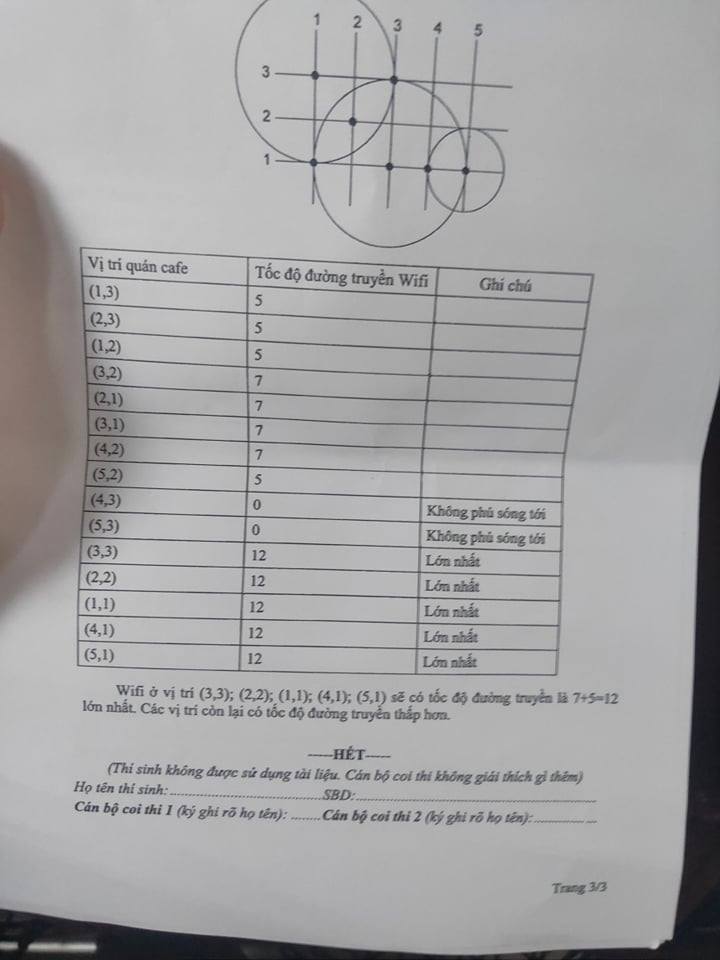 1 2 3 4 5
3
2
1
Vị trí quán cafe Tốc độ đường truyền Wifi Ghi chú
(1,3) 5
(2,3) 5
(1,2) 5
(3,2) 7
(2,1) 7
(3,1) 7
(4,2) 7
(5,2) 5
(4,3) 0 Không phủ sóng tới
(5,3) 0 Không phủ sóng tới
(3,3) 12 Lớn nhất
(2,2) 12 Lớn nhất
(1,1) 12 Lớn nhất
(4,1) 12 Lớn nhất
(5,1) 12 Lớn nhất
Wifi ở vị trí (3,3); (2,2); (1,1); (4,1); (5,1) sẽ có tốc độ đường truyền là 7+5=12
lớn nhất. Các vị trí còn lại có tốc độ đường truyền thấp hơn.
-----HẾT-----
(Thí sinh không được sử dụng tài liệu. Cán bộ coi thi không giải thích gì thêm)
Họ tên thí sinh:..............................SBD:..............................
Cán bộ coi thi 1 (ký ghi rõ họ tên): ........Cán bộ coi thi 2 (ký ghi rõ họ tên):..............
Trang 3/3